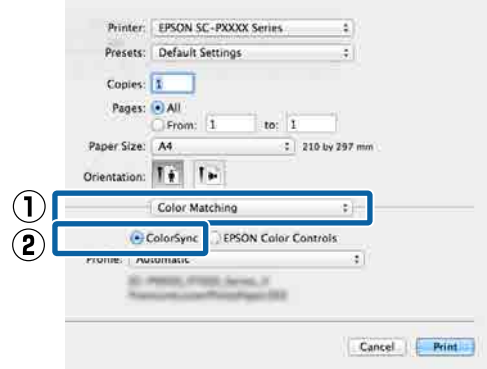 Printer: EPSON SC-PXXXX Series
Presets: Default Settings
Copies: 1
Pages: All
From: 1 to: 1
Paper Size: A4 210 by 297 mm
Orientation:
1 Color Matching
2 ColorSync EPSON Color Controls
Profile: Automatic
Cancel Print